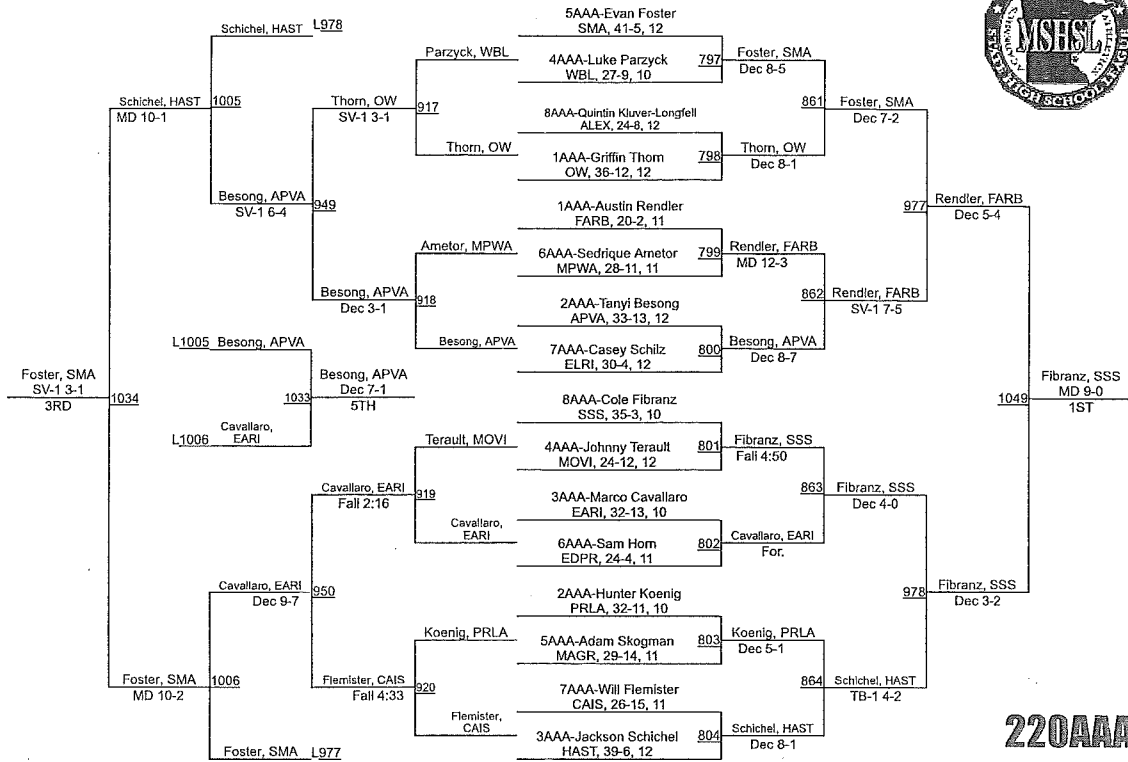 Schichel, HAST L978
Schichel, HAST 1005
MD 10-1
Besong, APVA
SV-1 6-4
949
Thorn, OW
SV-1 3-1
917
Parzyck, WBL
Thorn, OW
Besong, APVA
Dec 3-1
918
Ametor, MPWA
Besong, APVA
L1005 Besong, APVA
Besong, APVA
Dec 7-1
1033
5TH
L1006 Cavallaro,
EARI
Foster, SMA
SV-1 3-1
3RD
1034
Cavallaro, EARI
Fall 2:16
919
Terault, MOVI
Cavallaro,
EARI
Cavallaro, EARI
Dec 9-7
950
Flemister, CAIS
Fall 4:33
920
Koenig, PRLA
Flemister,
CAIS
Foster, SMA 1006
MD 10-2
Foster, SMA L977
5AAA-Evan Foster
SMA, 41-5, 12
797
4AAA-Luke Parzyck
WBL, 27-9, 10
8AAA-Quintin Kluver-Longfell
ALEX, 24-8, 12
798
1AAA-Griffin Thorn
OW, 36-12, 12
1AAA-Austin Rendler
FARB, 20-2, 11
799
6AAA-Sedrique Ametor
MPWA, 28-11, 11
2AAA-Tanyi Besong
APVA, 33-13, 12
800
7AAA-Casey Schilz
ELRI, 30-4, 12
8AAA-Cole Fibranz
SSS, 35-3, 10
801
4AAA-Johnny Terault
MOVI, 24-12, 12
3AAA-Marco Cavallaro
EARI, 32-13, 10
802
6AAA-Sam Horn
EDPR, 24-4, 11
2AAA-Hunter Koenig
PRLA, 32-11, 10
803
5AAA-Adam Skogman
MAGR, 29-14, 11
7AAA-Will Flemister
CAIS, 26-15, 11
804
3AAA-Jackson Schichel
HAST, 39-6, 12
Foster, SMA
Dec 8-5
861
Thorn, OW
Dec 8-1
Rendler, FARB
MD 12-3
862
Besong, APVA
Dec 8-7
Fibranz, SSS
Fall 4:50
863
Cavallaro, EARI
For.
Koenig, PRLA
Dec 5-1
864
Schichel, HAST
Dec 8-1
Foster, SMA
Dec 7-2
977
Rendler, FARB
SV-1 7-5
Fibranz, SSS
Dec 4-0
978
Schichel, HAST
TB-1 4-2
Rendler, FARB
Dec 5-4
1049
Fibranz, SSS
Dec 3-2
Fibranz, SSS
MD 9-0
1ST
MSHSL
STATE HIGH SCHOOL LEAGUE
220AAA